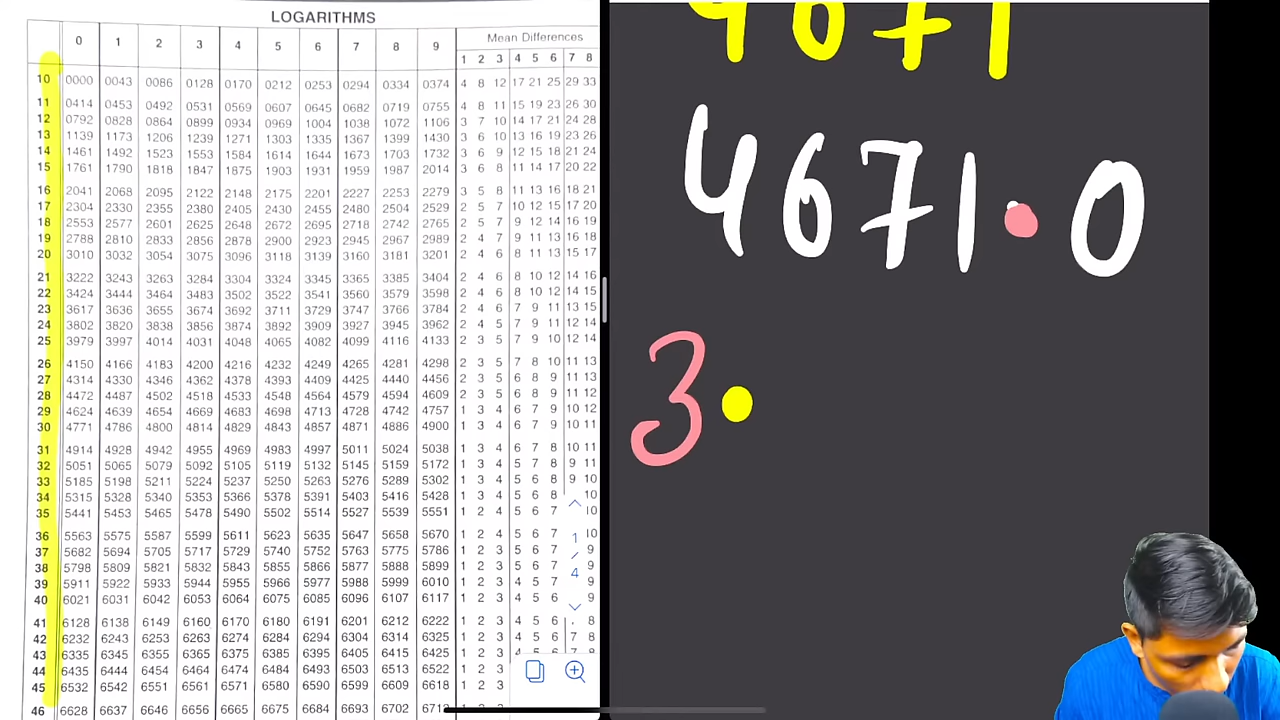 LOGARITHMS
Mean Differences
0 1 2 3 4 5 6 7 8 9 1 2 3 4 5 6 7 8
10 0000 0043 0086 0128 0170 0212 0253 0294 0334 0374 4 8 12 17 21 25 29 33
11 0414 0453 0492 0531 0569 0607 0645 0682 0719 0755 4 8 11 15 19 23 26 30
12 0792 0828 0864 0899 0934 0969 1004 1038 1072 1106 3 7 10 14 17 21 24 28
13 1139 1173 1206 1239 1271 1303 1335 1367 1399 1430 3 6 10 13 16 19 23 26
14 1461 1492 1523 1553 1584 1614 1644 1673 1703 1732 3 6 9 12 15 18 21 24
15 1761 1790 1818 1847 1875 1903 1931 1959 1987 2014 3 6 8 11 14 17 20 22
16 2041 2068 2095 2122 2148 2175 2201 2227 2253 2279 3 5 8 11 13 16 18 21
17 2304 2330 2355 2380 2405 2430 2455 2480 2504 2529 2 5 7 10 12 15 17 20
18 2553 2577 2601 2625 2648 2672 2695 2718 2742 2765 2 5 7 9 12 14 16 19
19 2788 2810 2833 2856 2878 2900 2923 2945 2967 2989 2 4 7 9 11 13 16 18
20 3010 3032 3054 3075 3096 3118 3139 3160 3181 3201 2 4 6 8 11 13 15 17
21 3222 3243 3263 3284 3304 3324 3345 3365 3385 3404 2 4 6 8 10 12 14 16
22 3424 3444 3464 3483 3502 3522 3541 3560 3579 3598 2 4 6 8 10 12 14 15
23 3617 3636 3655 3674 3692 3711 3729 3747 3766 3784 2 4 6 7 9 11 13 15
24 3802 3820 3838 3856 3874 3892 3909 3927 3945 3962 2 4 5 7 9 11 12 14
25 3979 3997 4014 4031 4048 4065 4082 4099 4116 4133 2 3 5 7 9 10 12 14
26 4150 4166 4183 4200 4216 4232 4249 4265 4281 4298 2 3 5 7 8 10 11 13
27 4314 4330 4346 4362 4378 4393 4409 4425 4440 4456 2 3 5 6 8 9 11 13
28 4472 4487 4502 4518 4533 4548 4564 4579 4594 4609 2 3 5 6 8 9 11 12
29 4624 4639 4654 4669 4683 4698 4713 4728 4742 4757 1 3 4 6 7 9 10 12
30 4771 4786 4800 4814 4829 4843 4857 4871 4886 4900 1 3 4 6 7 9 10 11
31 4914 4928 4942 4955 4969 4983 4997 5011 5024 5038 1 3 4 6 7 8 10 11
32 5051 5065 5079 5092 5105 5119 5132 5145 5159 5172 1 3 4 5 7 8 9 11
33 5185 5198 5211 5224 5237 5250 5263 5276 5289 5302 1 3 4 5 6 8 9 10
34 5315 5328 5340 5353 5366 5378 5391 5403 5416 5428 1 3 4 5 6 8 10
35 5441 5453 5465 5478 5490 5502 5514 5527 5539 5551 1 2 4 5 6 7 10
36 5563 5575 5587 5599 5611 5623 5635 5647 5658 5670 1 2 4 5 6 7 10
37 5682 5694 5705 5717 5729 5740 5752 5763 5775 5786 1 2 3 5 6 7 9
38 5798 5809 5821 5832 5843 5855 5866 5877 5888 5899 1 2 3 5 6 7 9
39 5911 5922 5933 5944 5955 5966 5977 5988 5999 6010 1 2 3 4 5 7 9
40 6021 6031 6042 6053 6064 6075 6085 6096 6107 6117 1 2 3 4 5 6 9
41 6128 6138 6149 6160 6170 6180 6191 6201 6212 6222 1 2 3 4 5 6 8
42 6232 6243 6253 6263 6274 6284 6294 6304 6314 6325 1 2 3 4 5 6 7 8
43 6335 6345 6355 6365 6375 6385 6395 6405 6415 6425 1 2 3 4 5 6 7 8
44 6435 6444 6454 6464 6474 6484 6493 6503 6513 6522 1 2 3
45 6532 6542 6551 6561 6571 6580 6590 6599 6609 6618 1 2 3
46 6628 6637 6646 6656 6665 6675 6684 6693 6702 6712
1
/
4
4671
4671.0
3.